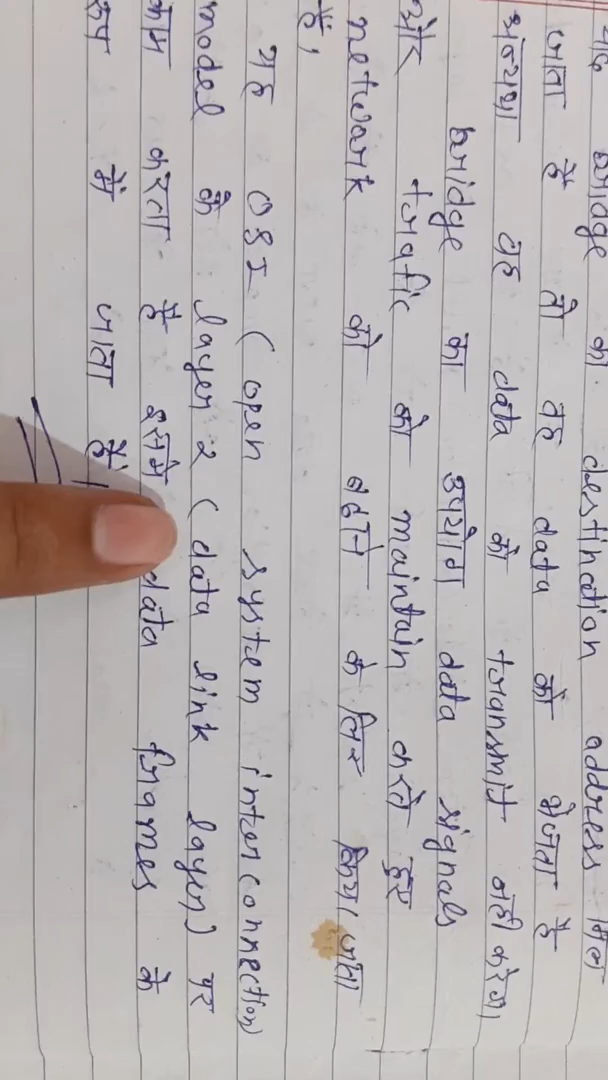 यदि bridge को destination address मिल
जाता है तो वह data को भेजता है
अन्यथा वह data को transmit नहीं करेगा।
bridge का उपयोग data signals
और trafic को maintain करते हुए
network को बढ़ाने के लिए किया जाता
है,
यह OSI (open system interconnection)
model के layer 2 (data link layer) पर
काम करता है इसमें data frames के
रूप में जाता है।